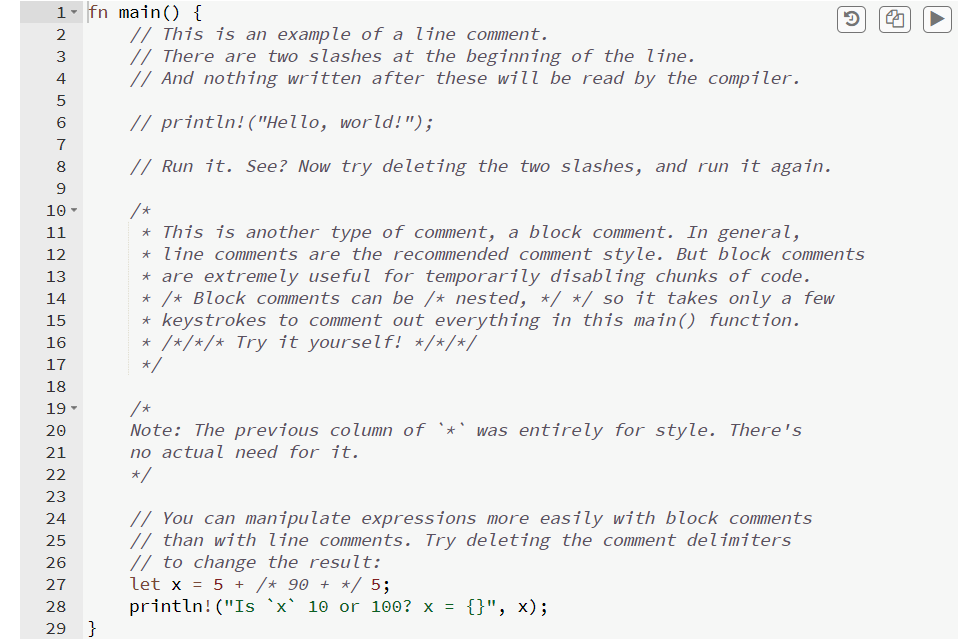 1 fn main() {
2 // This is an example of a line comment.
3 // There are two slashes at the beginning of the line.
4 // And nothing written after these will be read by the compiler.
5
6 // println!("Hello, world!");
7
8 // Run it. See? Now try deleting the two slashes, and run it again.
9
10 /*
11 * This is another type of comment, a block comment. In general,
12 * line comments are the recommended comment style. But block comments
13 * are extremely useful for temporarily disabling chunks of code.
14 * /* Block comments can be /* nested, */ */ so it takes only a few
15 * keystrokes to comment out everything in this main() function.
16 * /*/*/* Try it yourself! */*/*/
17 */
18
19 /*
20 Note: The previous column of `*` was entirely for style. There's
21 no actual need for it.
22 */
23
24 // You can manipulate expressions more easily with block comments
25 // than with line comments. Try deleting the comment delimiters
26 // to change the result:
27 let x = 5 + /* 90 + */ 5;
28 println!("Is `x` 10 or 100? x = {}", x);
29 }